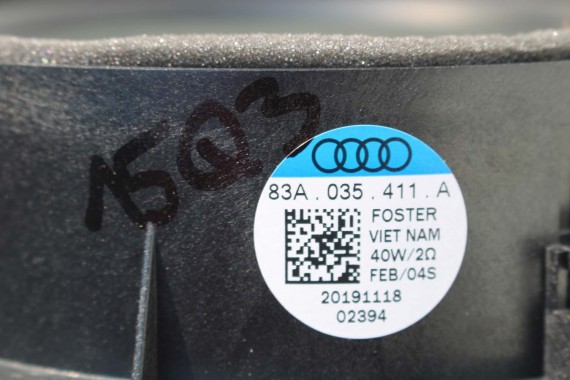 15Q3
83A.035.411.A
FOSTER
VIET NAM
40W/2Ω
FEB/04S
20191118
02394